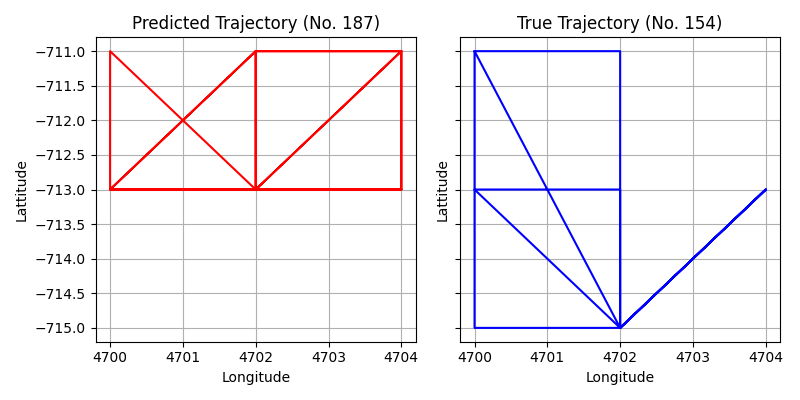 Predicted Trajectory (No. 187)
−711.0
−711.5
−712.0
−712.5
−713.0
−713.5
−714.0
−714.5
−715.0
Lattitude
4700 4701 4702 4703 4704
Longitude
True Trajectory (No. 154)
Lattitude
4700 4701 4702 4703 4704
Longitude